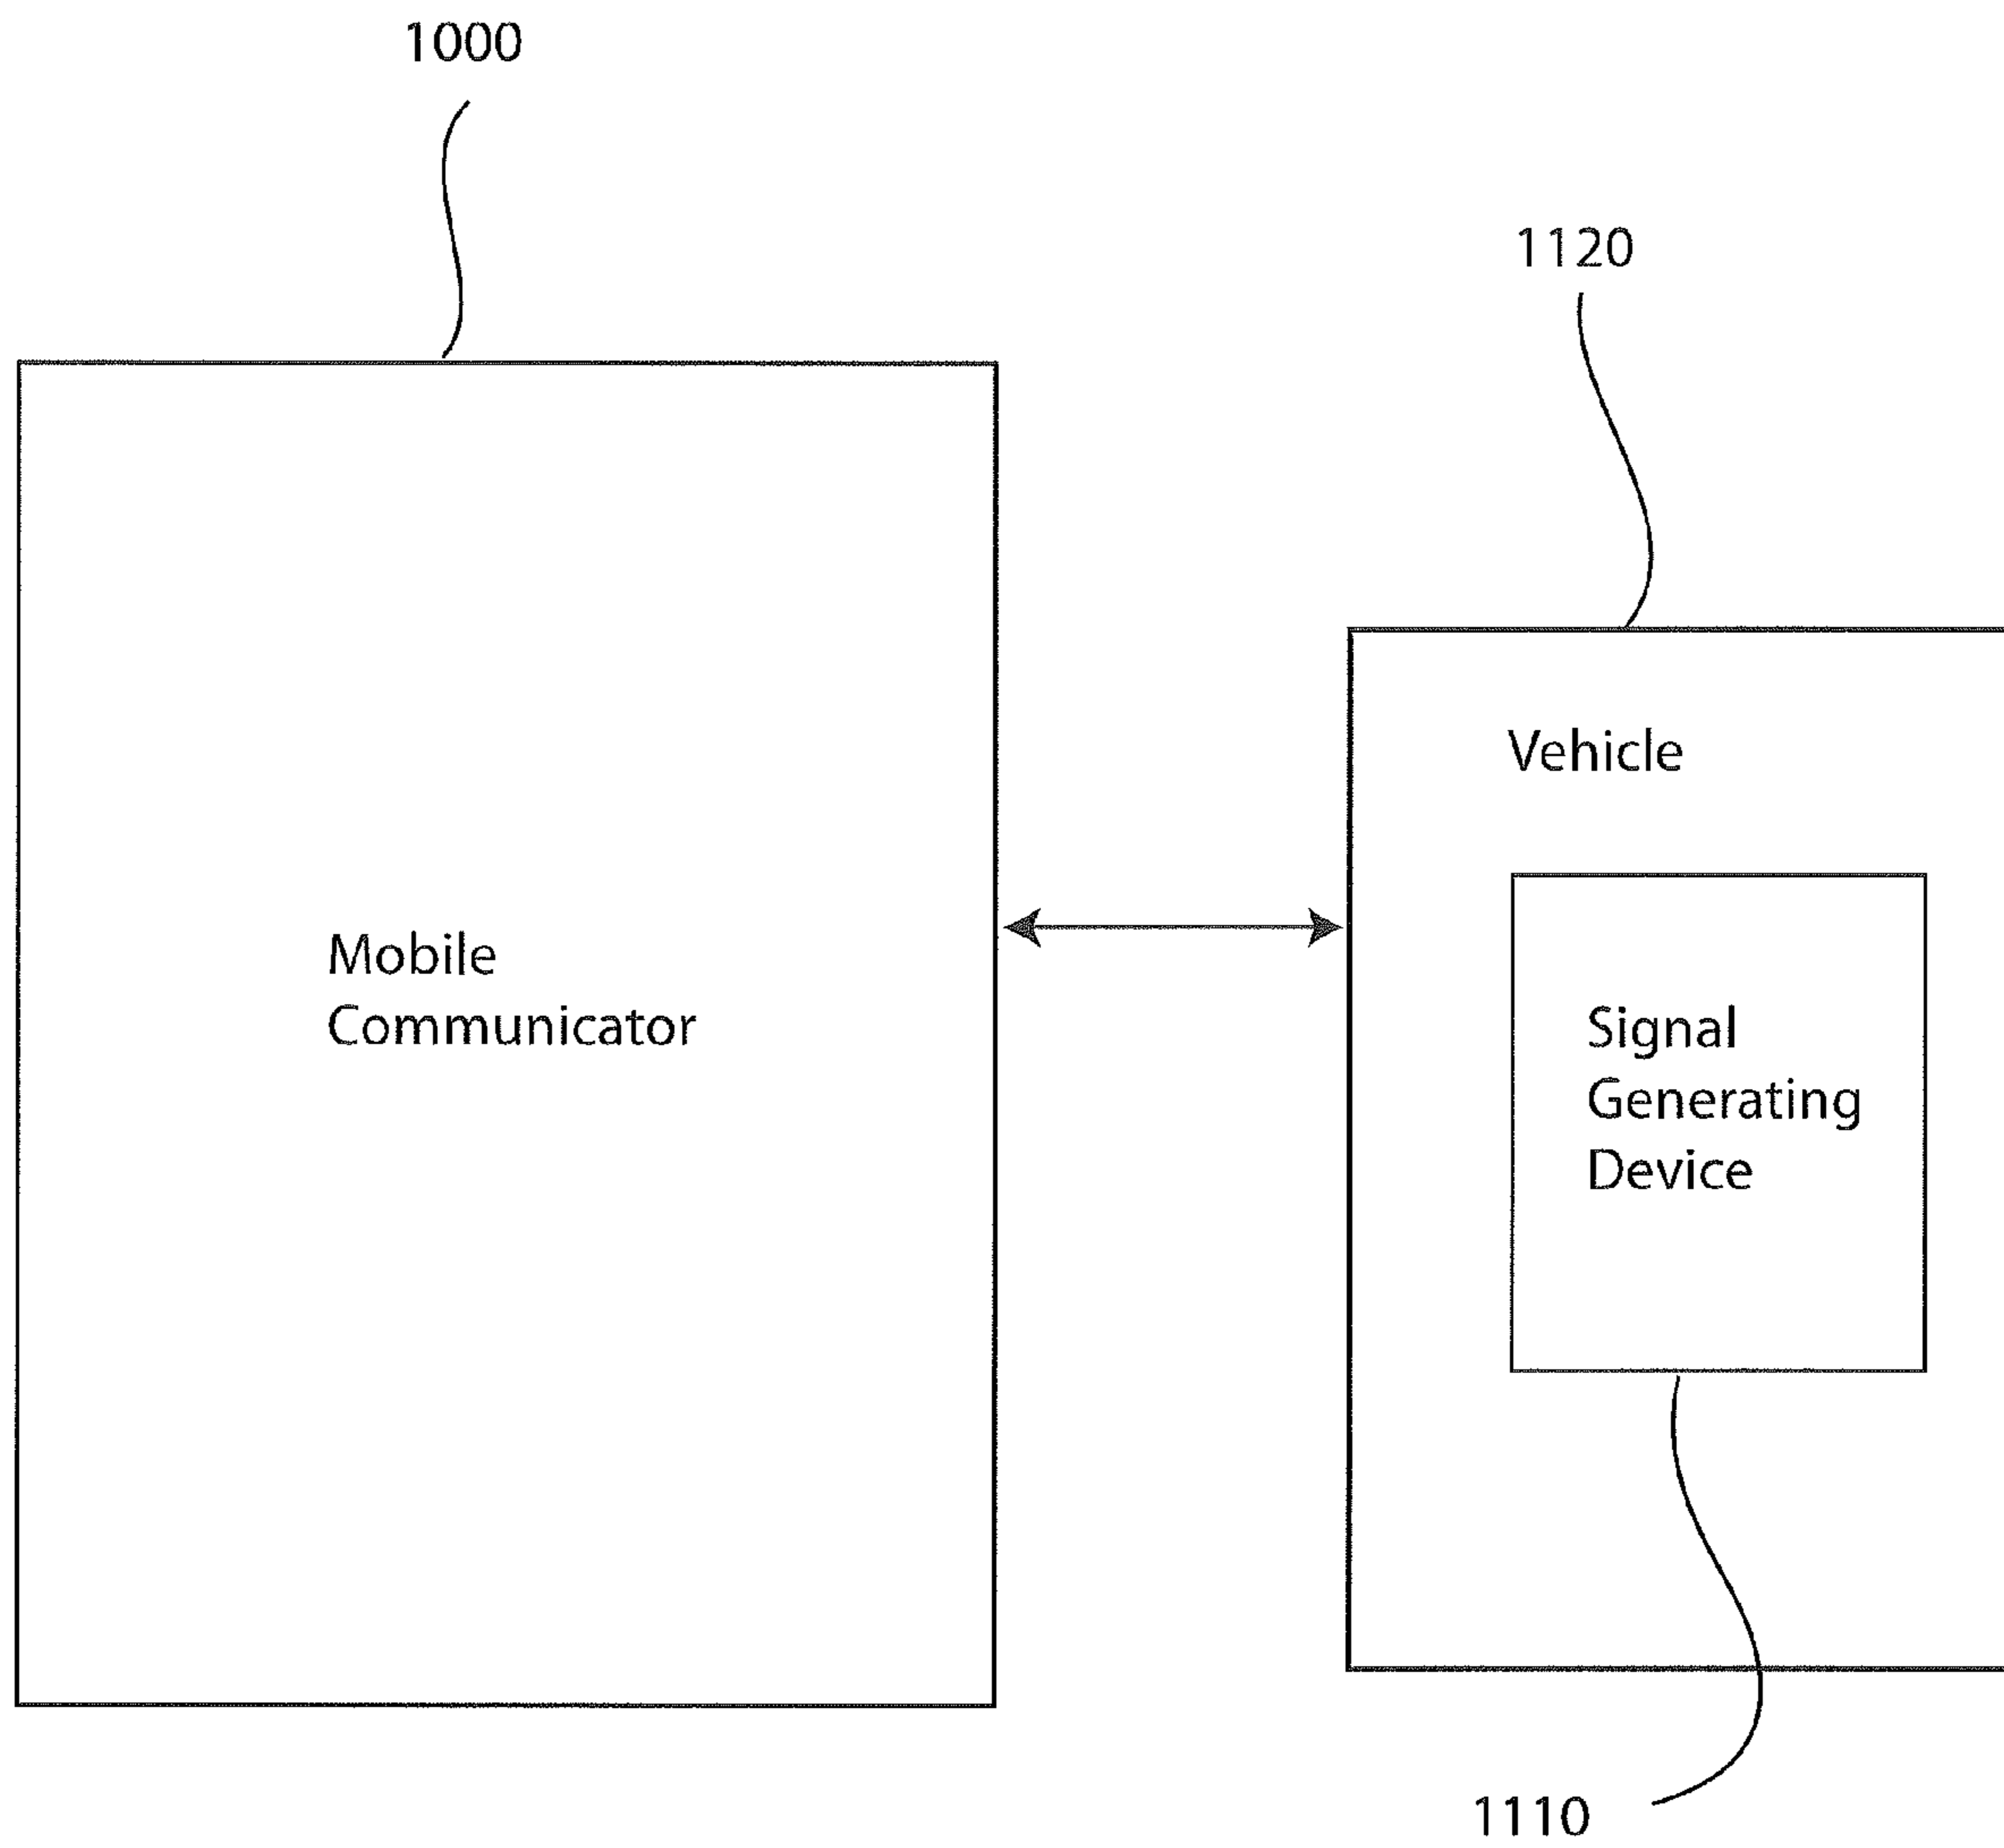 1000
1120
Vehicle
Mobile
Communicator
Signal
Generating
Device
1110